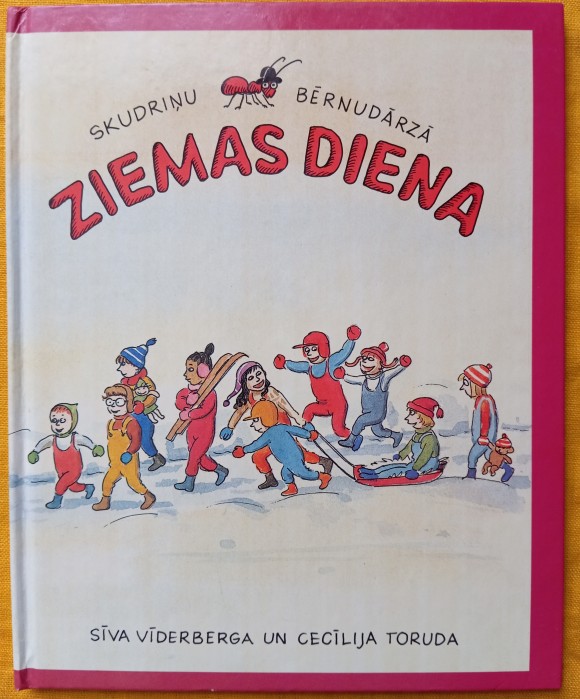 SKUDRIŅU BĒRNUDĀRZĀ
ZIEMAS DIENA
SĪVA VĪDERBERGA UN CECĪLIJA TORUDA